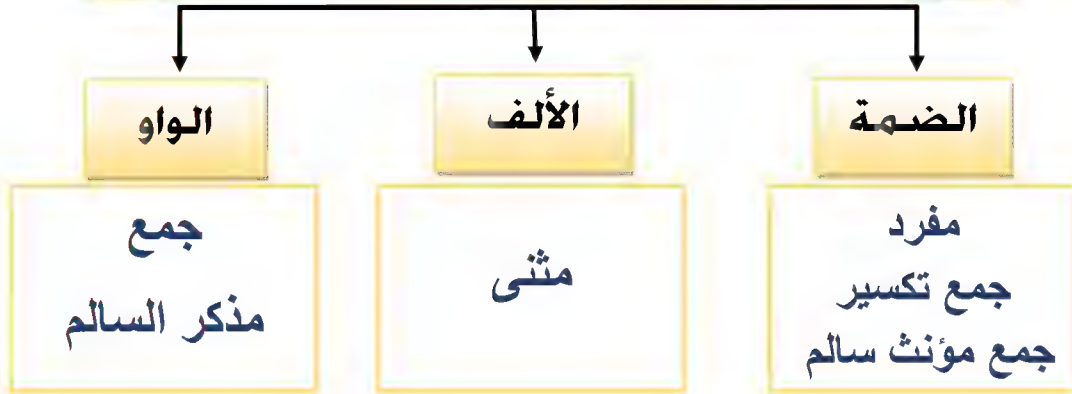 الضمة
الألف
الواو
مفرد
جمع تكسير
جمع مؤنث سالم
مثنى
جمع
مذكر السالم